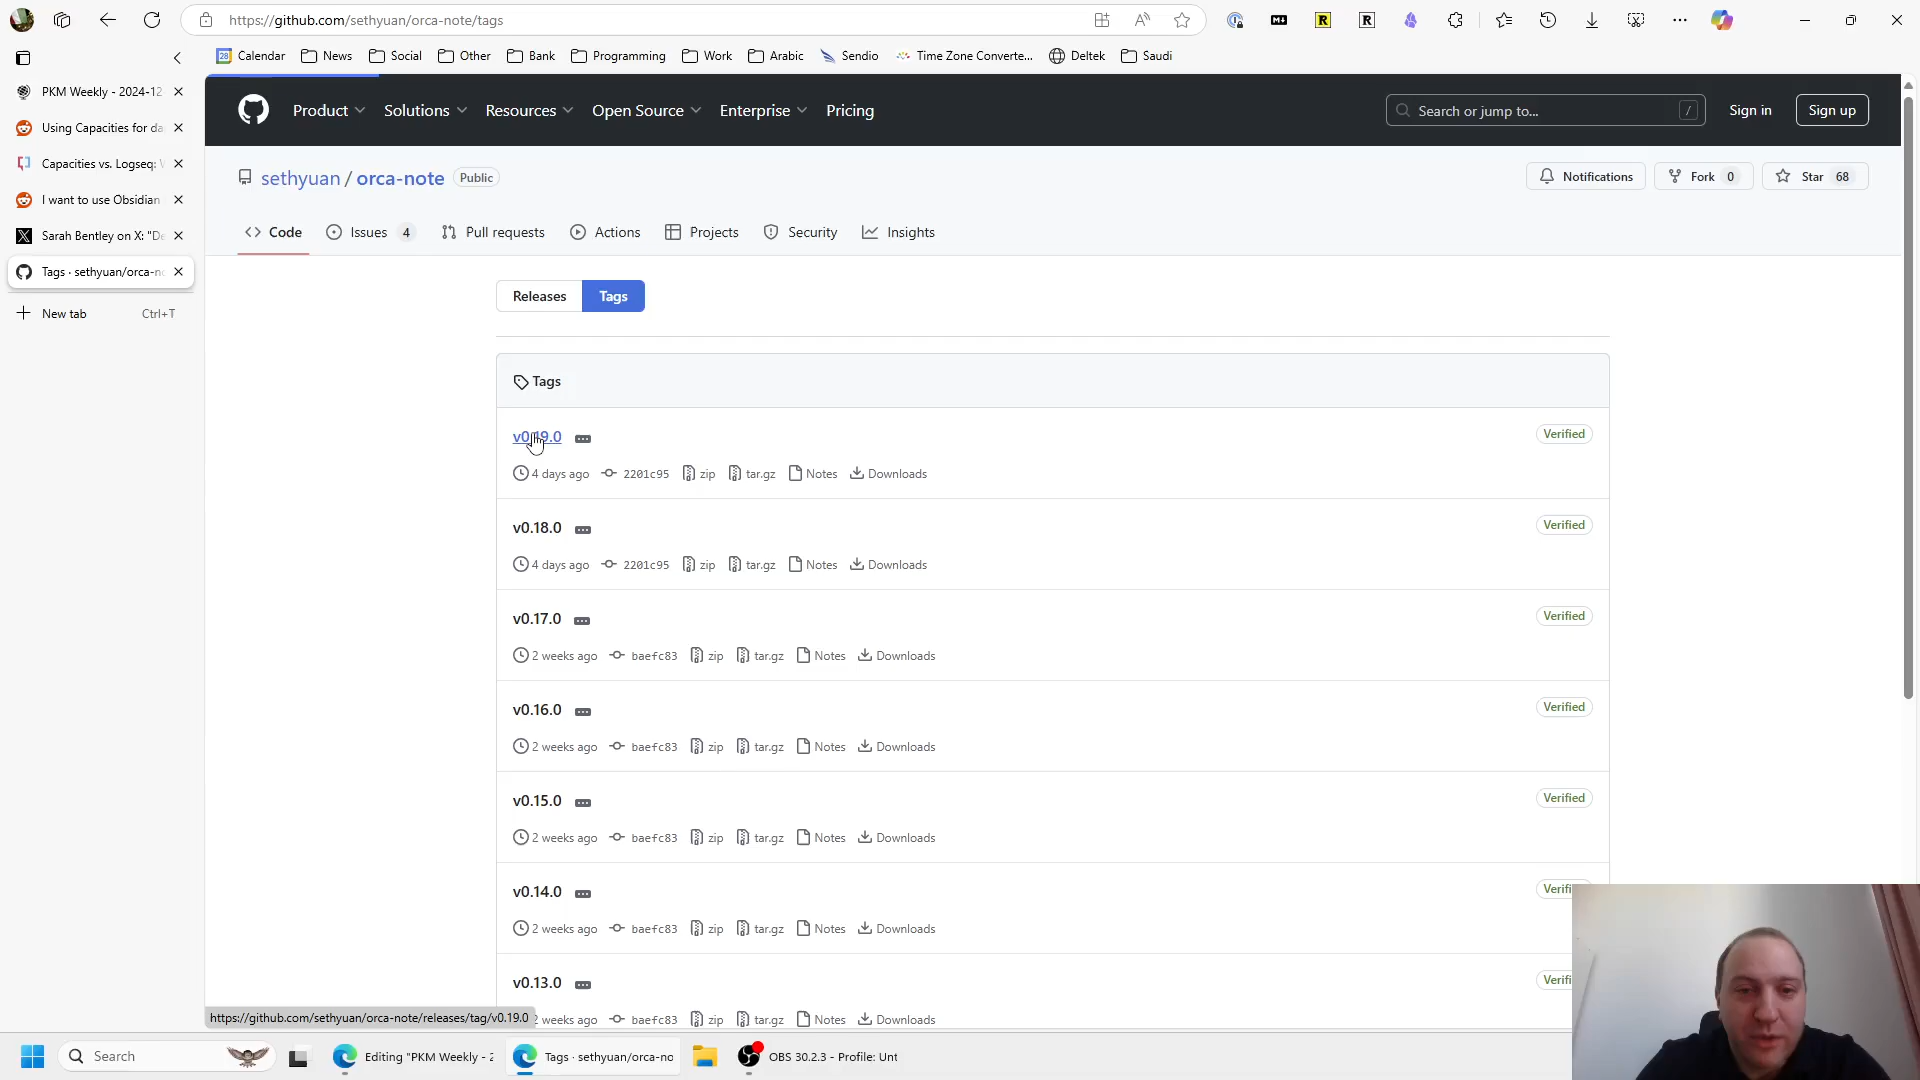 https://github.com/sethyuan/orca-note/tags
Calendar News Social Other Bank Programming Work Arabic Sendio Time Zone Converte... Deltek Saudi
PKM Weekly - 2024-12
Using Capacities for da
Capacities vs. Logseq:
I want to use Obsidian
Sarah Bentley on X: "De
Tags · sethyuan/orca-no
New tab Ctrl+T
Product Solutions Resources Open Source Enterprise Pricing
Search or jump to... /
Sign in
Sign up
sethyuan / orca-note Public
Notifications
Fork 0
Star 68
Code Issues 4 Pull requests Actions Projects Security Insights
Releases Tags
Tags
v0.19.0 Verified
4 days ago 2201c95 zip tar.gz Notes Downloads
v0.18.0 Verified
4 days ago 2201c95 zip tar.gz Notes Downloads
v0.17.0 Verified
2 weeks ago baefc83 zip tar.gz Notes Downloads
v0.16.0 Verified
2 weeks ago baefc83 zip tar.gz Notes Downloads
v0.15.0 Verified
2 weeks ago baefc83 zip tar.gz Notes Downloads
v0.14.0 Verifi
2 weeks ago baefc83 zip tar.gz Notes Downloads
v0.13.0 Verifi
2 weeks ago baefc83 zip tar.gz Notes Downloads
https://github.com/sethyuan/orca-note/releases/tag/v0.19.0
Search
Editing "PKM Weekly - 2
Tags · sethyuan/orca-no
OBS 30.2.3 - Profile: Unt